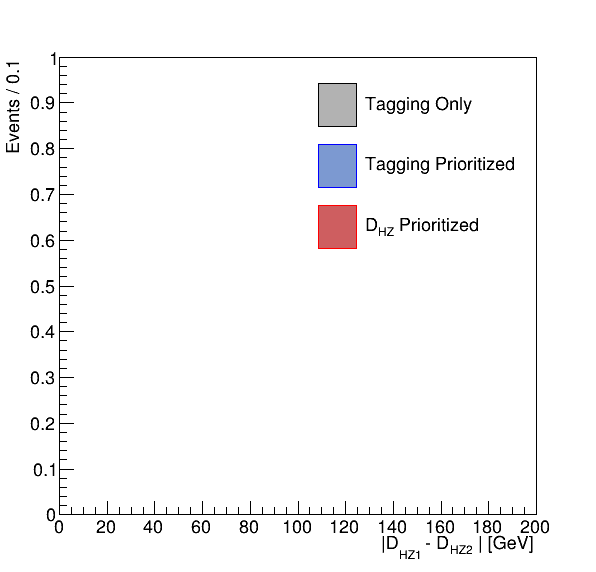 Events / 0.1
1
0.9
0.8
0.7
0.6
0.5
0.4
0.3
0.2
0.1
0
Tagging Only
Tagging Prioritized
D_HZ Prioritized
0 20 40 60 80 100 120 140 160 180 200
|D_HZ1 - D_HZ2 | [GeV]